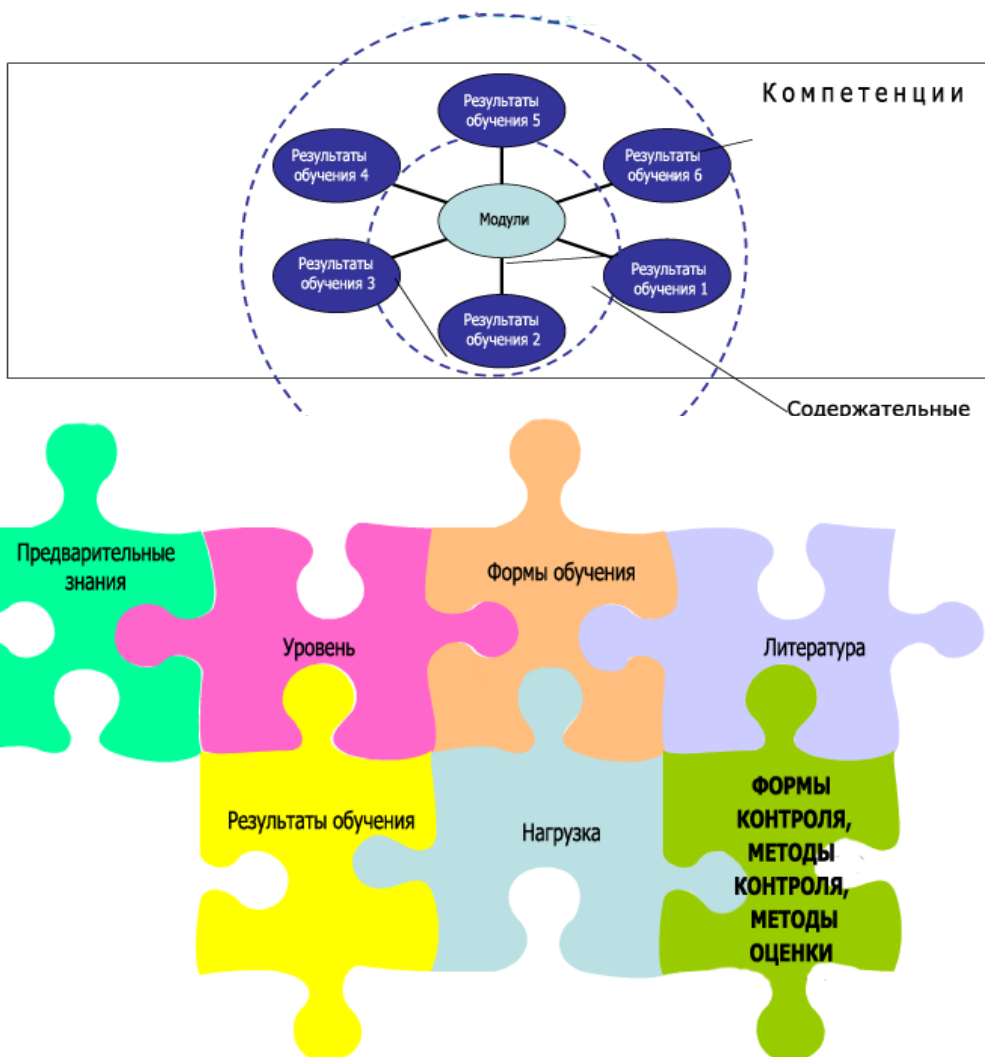 Компетенции
Результаты
обучения 5
Результаты
обучения 4
Результаты
обучения 6
Модули
Результаты
обучения 3
Результаты
обучения 1
Результаты
обучения 2
Содержательные
Предварительные
знания
Уровень
Формы обучения
Литература
Результаты обучения
Нагрузка
ФОРМЫ
КОНТРОЛЯ,
МЕТОДЫ
КОНТРОЛЯ,
МЕТОДЫ
ОЦЕНКИ